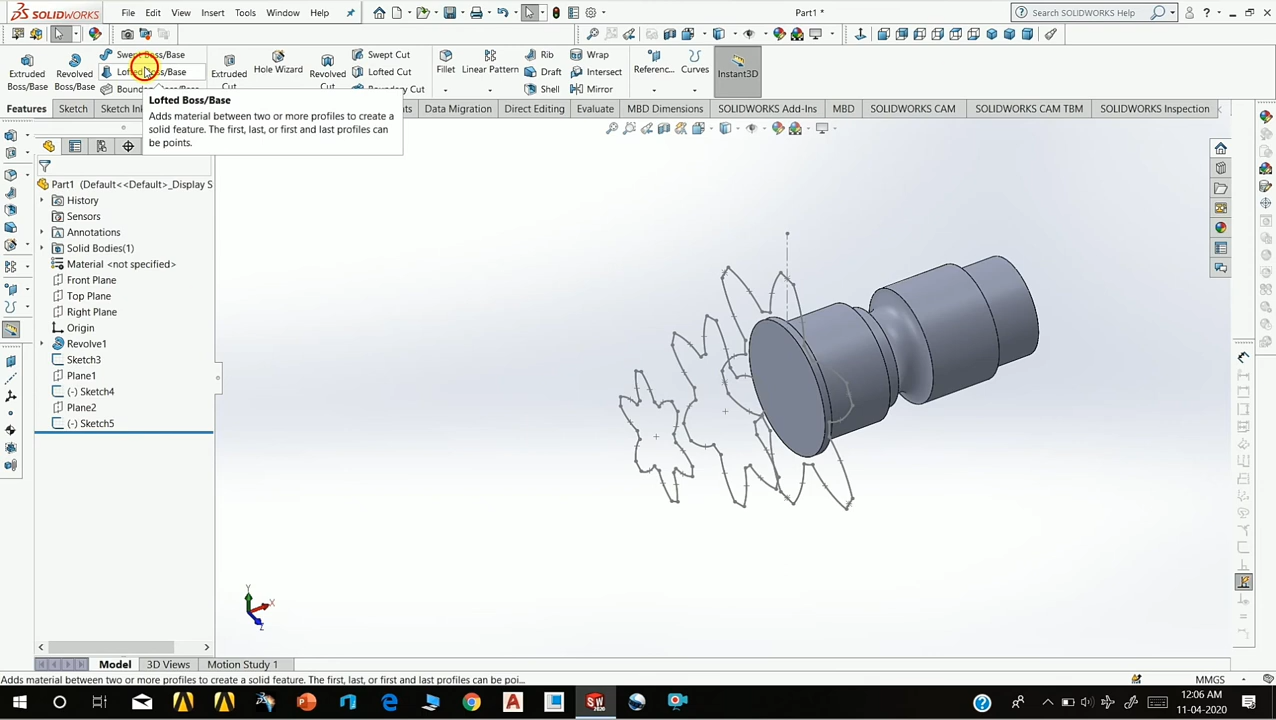 SOLIDWORKS File Edit View Insert Tools Window Help Part1 * Search SOLIDWORKS Help
Extruded Boss/Base
Revolved Boss/Base
Swept Boss/Base
Lofted Boss/Base
Extruded Cut
Hole Wizard
Revolved Cut
Swept Cut
Lofted Cut
Boundary Cut
Fillet
Linear Pattern
Rib
Draft
Shell
Wrap
Intersect
Mirror
Referenc...
Curves
Instant3D
Features Sketch Sketch In Data Migration Direct Editing Evaluate MBD Dimensions SOLIDWORKS Add-Ins MBD SOLIDWORKS CAM SOLIDWORKS CAM TBM SOLIDWORKS Inspection
Lofted Boss/Base
Adds material between two or more profiles to create a
solid feature. The first, last, or first and last profiles can
be points.
Part1 (Default<<Default>_Display S
History
Sensors
Annotations
Solid Bodies(1)
Material <not specified>
Front Plane
Top Plane
Right Plane
Origin
Revolve1
Sketch3
Plane1
(-) Sketch4
Plane2
(-) Sketch5
Y
X
Z
Model 3D Views Motion Study 1
Adds material between two or more profiles to create a solid feature. The first, last, or first and last profiles can be poi... MMGS
12:06 AM
11-04-2020